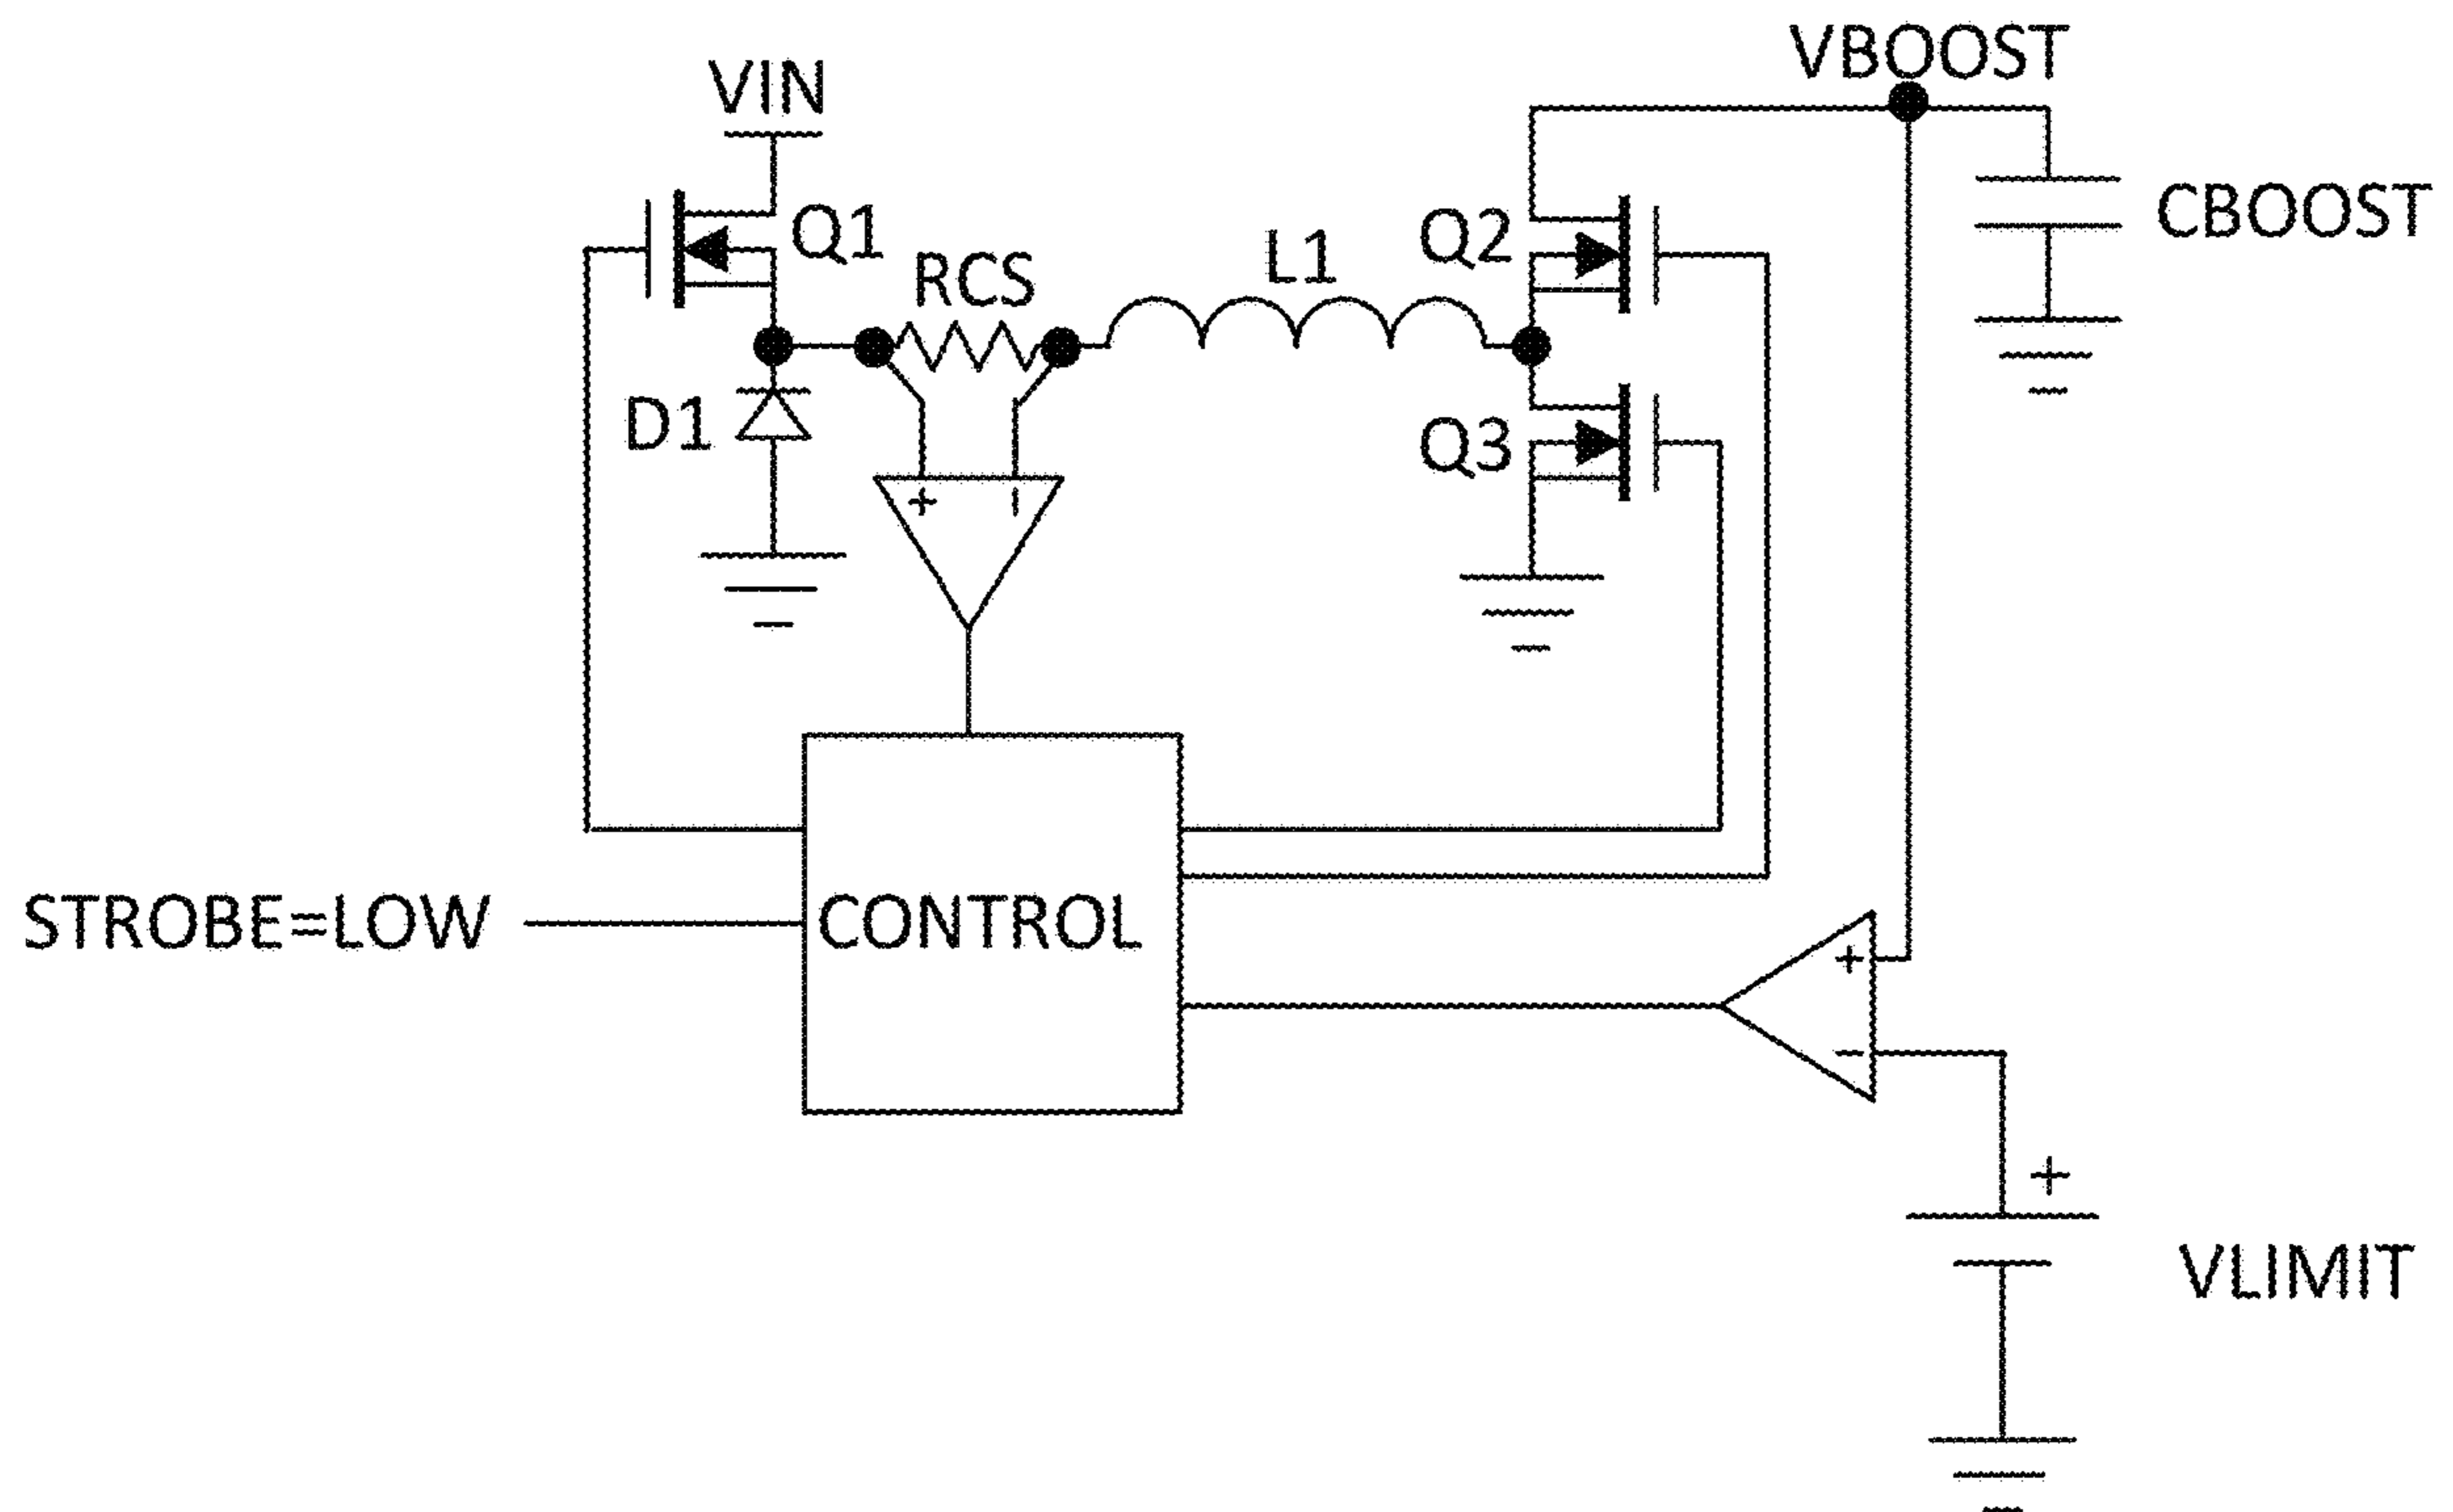 VBOOST
VIN
CBOOST
Q1
Q2
L1
RCS
D1
Q3
+ −
STROBE=LOW
CONTROL
+
−
+
VLIMIT